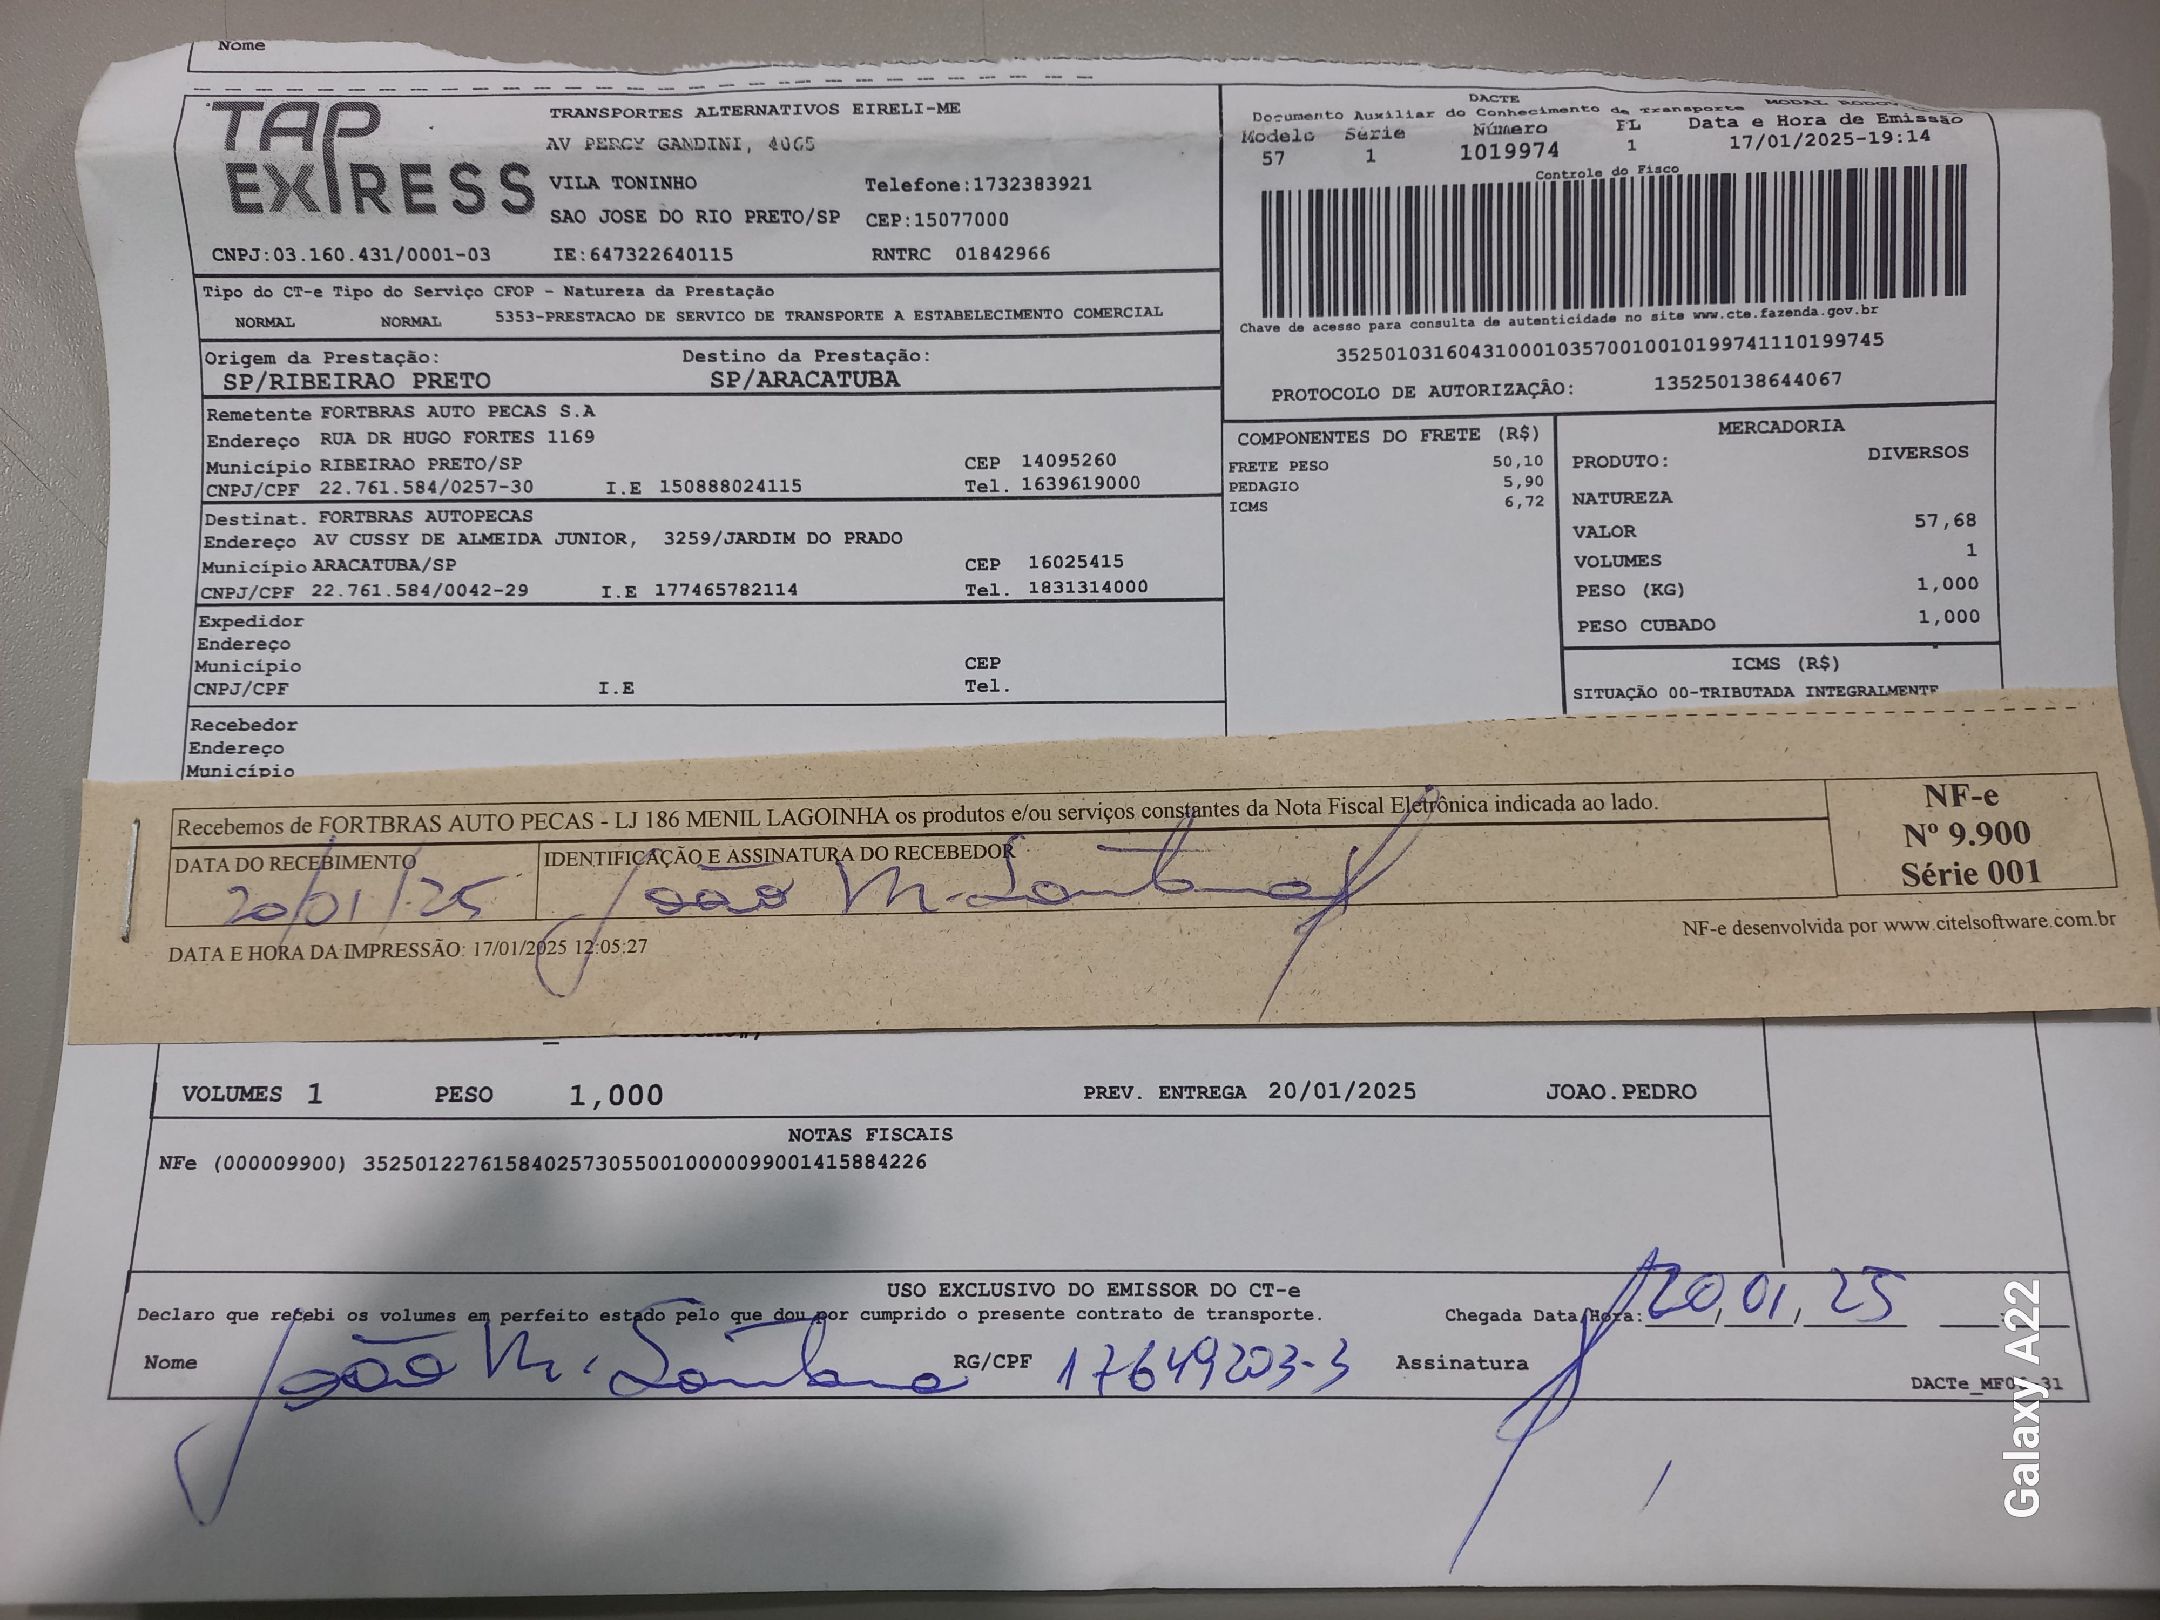 Nome
TAP EXPRESS
TRANSPORTES ALTERNATIVOS EIRELI-ME
AV PERCY GANDINI, 4065
VILA TONINHO Telefone:1732383921
SAO JOSE DO RIO PRETO/SP CEP:15077000
CNPJ:03.160.431/0001-03 IE:647322640115 RNTRC 01842966
DACTE
Documento Auxiliar do Conhecimento de Transporte MODAL
Modelo Série Número FL Data e Hora de Emissão
57 1 1019974 1 17/01/2025-19:14
Controle do Fisco
Chave de acesso para consulta de autenticidade no site www.cte.fazenda.gov.br
35250103160431000103570010010199741110199745
PROTOCOLO DE AUTORIZAÇÃO: 135250138644067
Tipo do CT-e Tipo do Serviço CFOP - Natureza da Prestação
NORMAL NORMAL 5353-PRESTACAO DE SERVICO DE TRANSPORTE A ESTABELECIMENTO COMERCIAL
Origem da Prestação: Destino da Prestação:
SP/RIBEIRAO PRETO SP/ARACATUBA
Remetente FORTBRAS AUTO PECAS S.A
Endereço RUA DR HUGO FORTES 1169
Município RIBEIRAO PRETO/SP CEP 14095260
CNPJ/CPF 22.761.584/0257-30 I.E 150888024115 Tel. 1639619000
Destinat. FORTBRAS AUTOPECAS
Endereço AV CUSSY DE ALMEIDA JUNIOR, 3259/JARDIM DO PRADO
Município ARACATUBA/SP CEP 16025415
CNPJ/CPF 22.761.584/0042-29 I.E 177465782114 Tel. 1831314000
Expedidor
Endereço
Município CEP
CNPJ/CPF I.E Tel.
Recebedor
Endereço
Município
COMPONENTES DO FRETE (R$)
FRETE PESO 50,10
PEDAGIO 5,90
ICMS 6,72
MERCADORIA
PRODUTO: DIVERSOS
NATUREZA
VALOR 57,68
VOLUMES 1
PESO (KG) 1,000
PESO CUBADO 1,000
ICMS (R$)
SITUAÇÃO 00-TRIBUTADA INTEGRALMENTE
Recebemos de FORTBRAS AUTO PECAS - LJ 186 MENIL LAGOINHA os produtos e/ou serviços constantes da Nota Fiscal Eletrônica indicada ao lado.
DATA DO RECEBIMENTO IDENTIFICAÇÃO E ASSINATURA DO RECEBEDOR
20/01/25 João M. Santana
NF-e
Nº 9.900
Série 001
DATA E HORA DA IMPRESSÃO: 17/01/2025 12:05:27
NF-e desenvolvida por www.citelsoftware.com.br
VOLUMES 1 PESO 1,000 PREV. ENTREGA 20/01/2025 JOAO.PEDRO
NOTAS FISCAIS
NFe (000009900) 35250122761584025730550010000099001415884226
USO EXCLUSIVO DO EMISSOR DO CT-e
Declaro que recebi os volumes em perfeito estado pelo que dou por cumprido o presente contrato de transporte. Chegada Data/Hora: 20/01/25
Nome João M. Santana RG/CPF 17649203-3 Assinatura
Galaxy A22